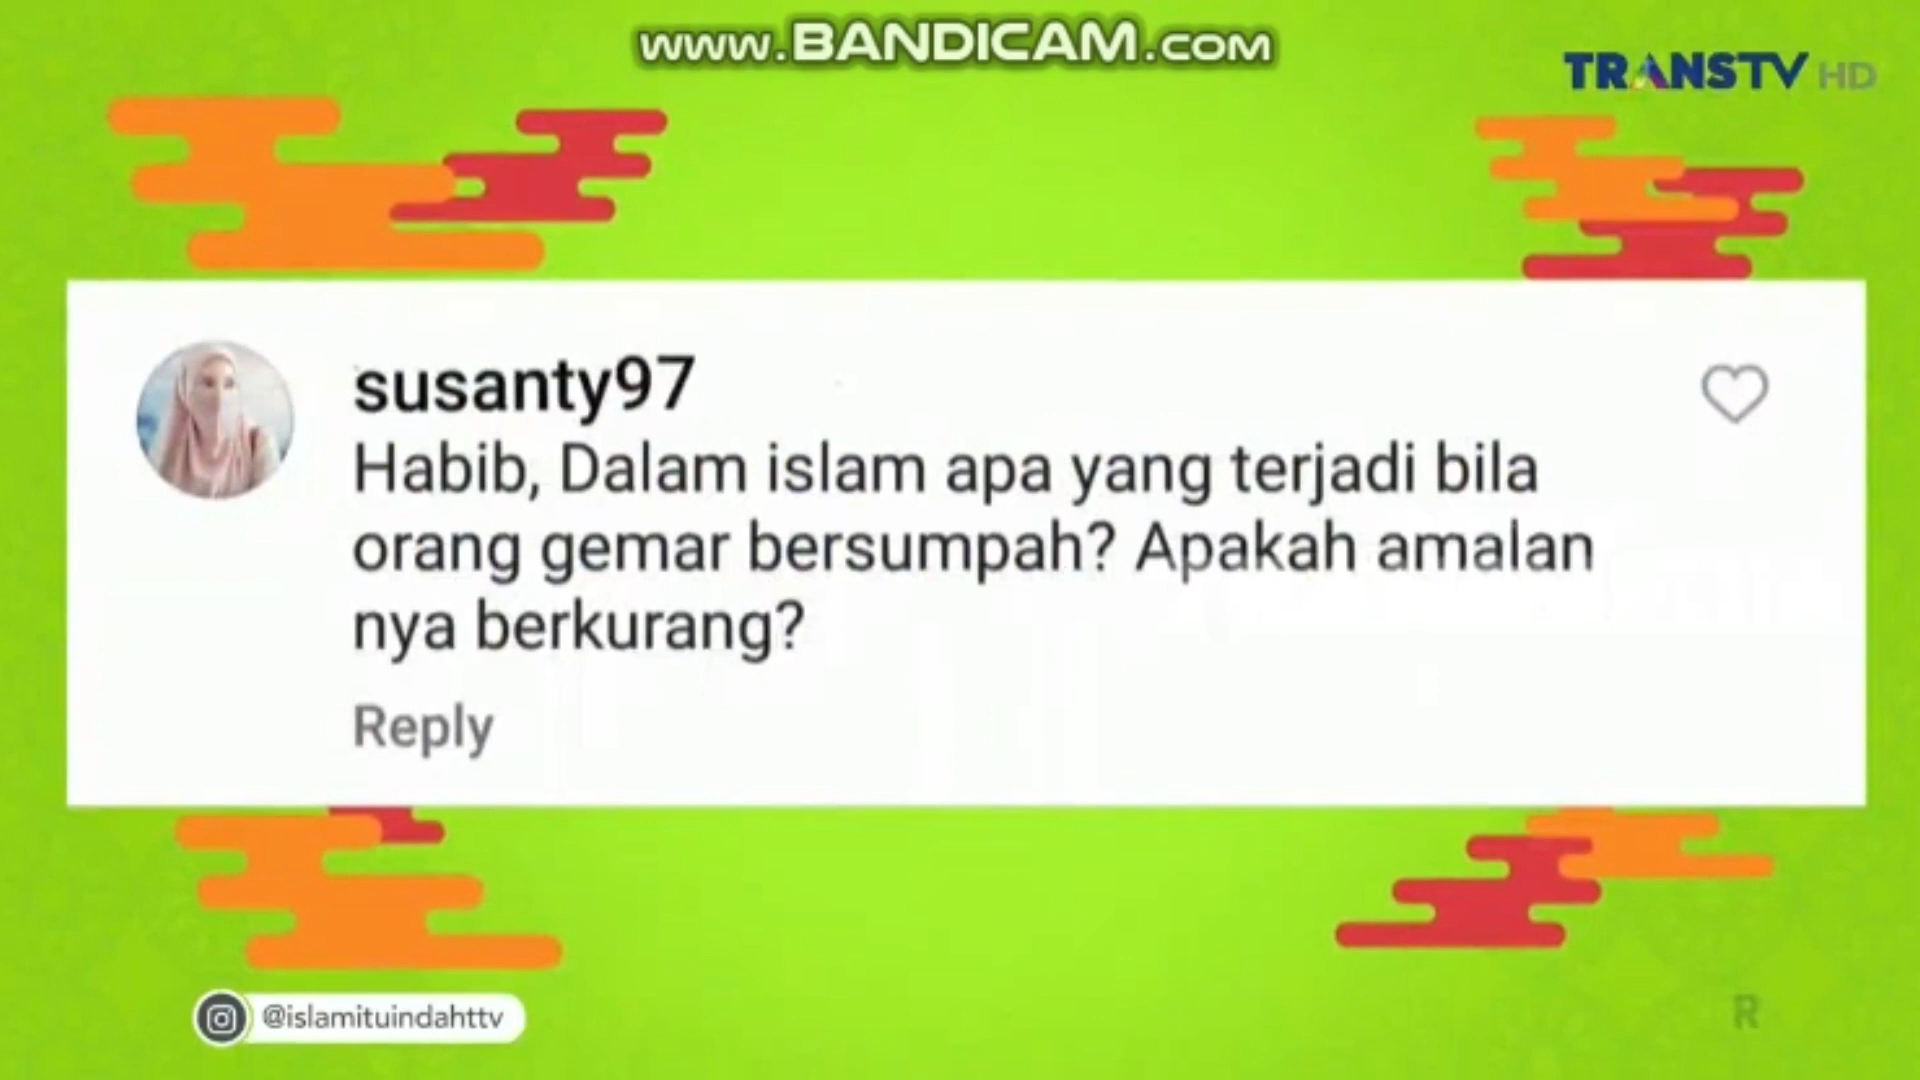 www.BANDICAM.COM
TRANSTV HD
susanty97
Habib, Dalam islam apa yang terjadi bila
orang gemar bersumpah? Apakah amalan
nya berkurang?
Reply
@islamituindahttv
R